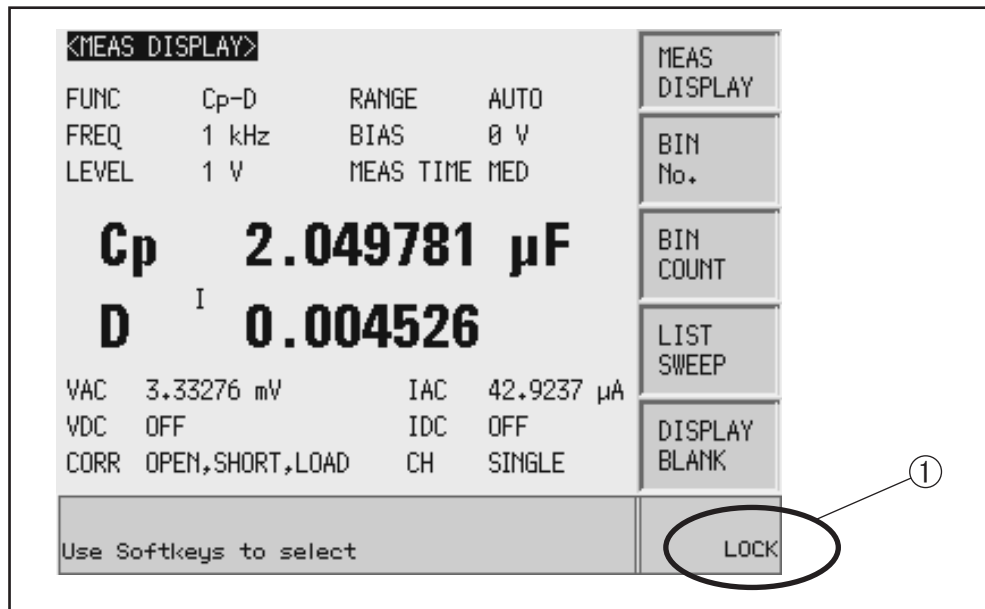 <MEAS DISPLAY>
FUNC Cp-D RANGE AUTO
FREQ 1 kHz BIAS 0 V
LEVEL 1 V MEAS TIME MED
Cp 2.049781 µF
I
D 0.004526
VAC 3.33276 mV IAC 42.9237 µA
VDC OFF IDC OFF
CORR OPEN,SHORT,LOAD CH SINGLE
MEAS
DISPLAY
BIN
No.
BIN
COUNT
LIST
SWEEP
DISPLAY
BLANK
①
Use Softkeys to select LOCK